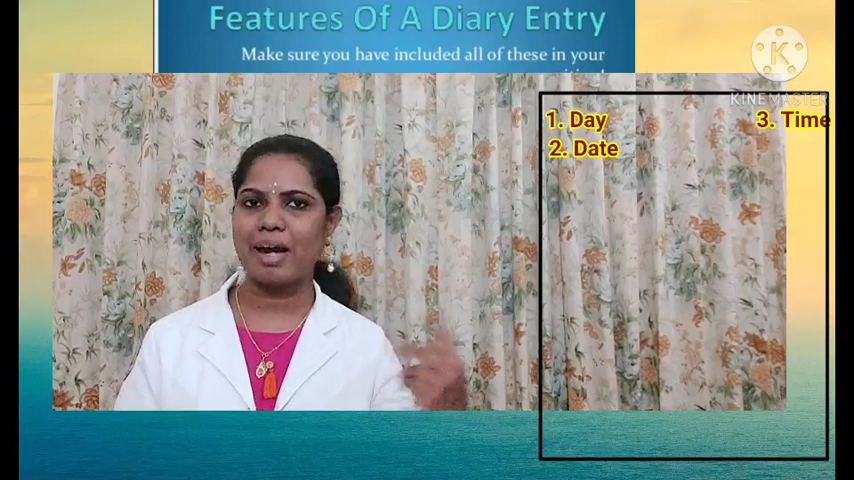 Features Of A Diary Entry
Make sure you have included all of these in your
K
KINEMASTER
1. Day
3. Time
2. Date